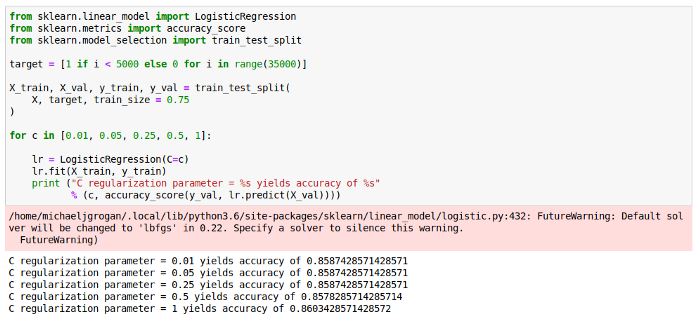 from sklearn.linear_model import LogisticRegression
from sklearn.metrics import accuracy_score
from sklearn.model_selection import train_test_split
target = [1 if i < 5000 else 0 for i in range(35000)]
X_train, X_val, y_train, y_val = train_test_split(
    X, target, train_size = 0.75
)
for c in [0.01, 0.05, 0.25, 0.5, 1]:
    lr = LogisticRegression(C=c)
    lr.fit(X_train, y_train)
    print ("C regularization parameter = %s yields accuracy of %s"
           % (c, accuracy_score(y_val, lr.predict(X_val))))
/home/michaeljgrogan/.local/lib/python3.6/site-packages/sklearn/linear_model/logistic.py:432: FutureWarning: Default sol
ver will be changed to 'lbfgs' in 0.22. Specify a solver to silence this warning.
  FutureWarning)
C regularization parameter = 0.01 yields accuracy of 0.8587428571428571
C regularization parameter = 0.05 yields accuracy of 0.8587428571428571
C regularization parameter = 0.25 yields accuracy of 0.8587428571428571
C regularization parameter = 0.5 yields accuracy of 0.8578285714285714
C regularization parameter = 1 yields accuracy of 0.8603428571428572